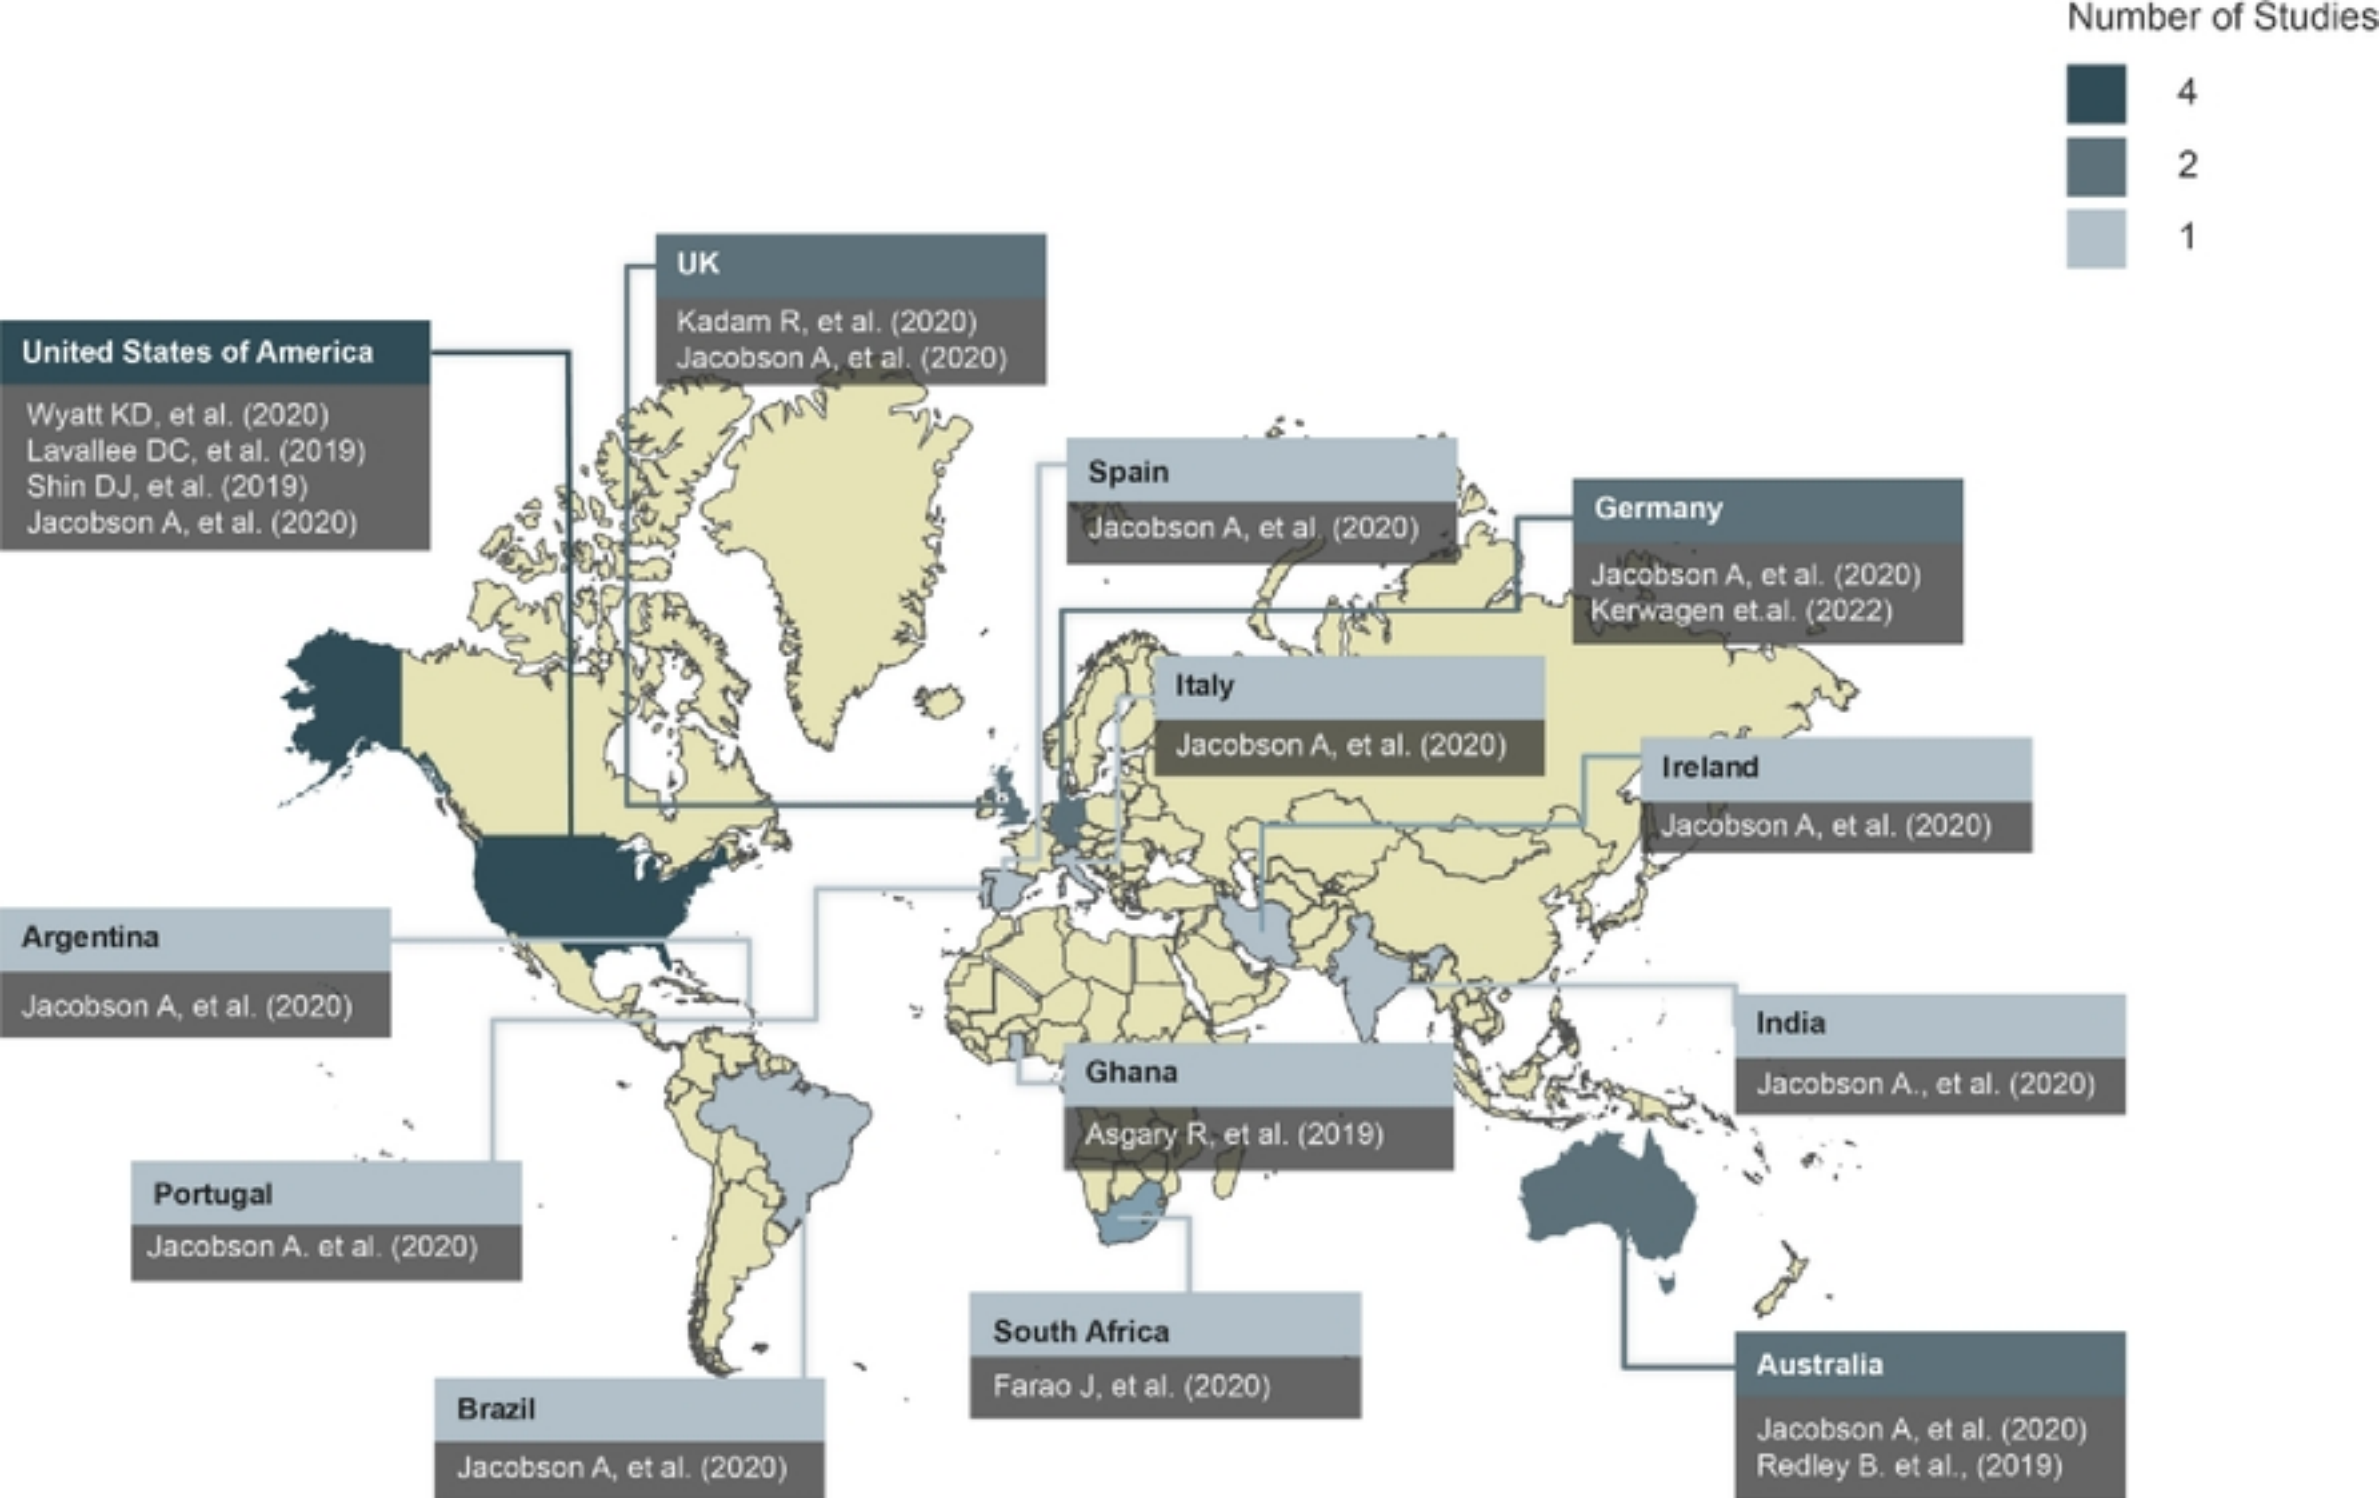 Number of Studies
4
2
1
UK
Kadam R, et al. (2020)
Jacobson A, et al. (2020)
United States of America
Wyatt KD, et al. (2020)
Lavallee DC, et al. (2019)
Shin DJ, et al. (2019)
Jacobson A, et al. (2020)
Spain
Jacobson A, et al. (2020)
Germany
Jacobson A, et al. (2020)
Kerwagen et.al. (2022)
Italy
Jacobson A, et al. (2020)
Ireland
Jacobson A, et al. (2020)
Argentina
Jacobson A, et al. (2020)
India
Jacobson A., et al. (2020)
Ghana
Asgary R, et al. (2019)
Portugal
Jacobson A. et al. (2020)
South Africa
Farao J, et al. (2020)
Australia
Jacobson A, et al. (2020)
Redley B. et al., (2019)
Brazil
Jacobson A, et al. (2020)